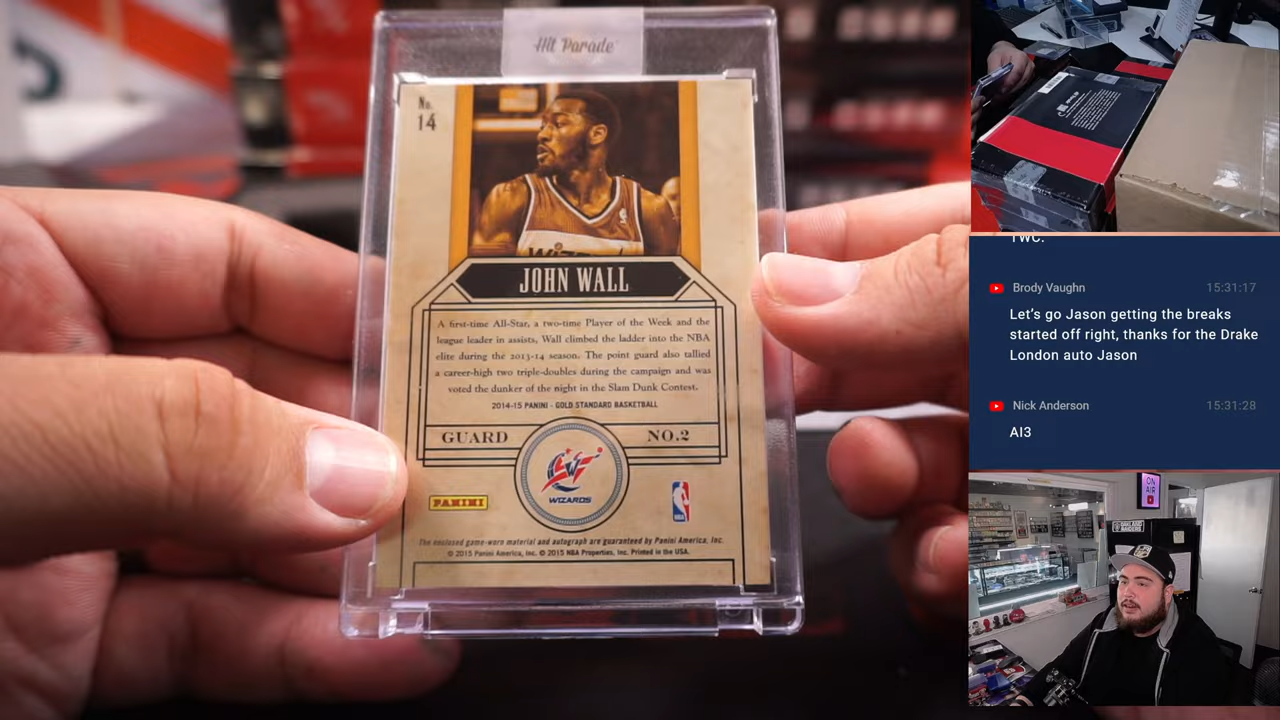 Hit Parade
No.
14
Wizards
JOHN WALL
A first-time All-Star, a two-time Player of the Week and the
league leader in assists, Wall climbed the ladder into the NBA
elite during the 2013-14 season. The point guard also tallied
a career-high two triple-doubles during the campaign and was
voted the dunker of the night in the Slam Dunk Contest.
2014-15 PANINI - GOLD STANDARD BASKETBALL
GUARD
NO.2
WIZARDS
PANINI
NBA
The enclosed game-worn material and autograph are guaranteed by Panini America, Inc.
© 2015 Panini America, Inc. © 2015 NBA Properties, Inc. Printed in the USA.
TWC.
Brody Vaughn 15:31:17
Let’s go Jason getting the breaks
started off right, thanks for the Drake
London auto Jason
Nick Anderson 15:31:28
AI3
ON
AIR